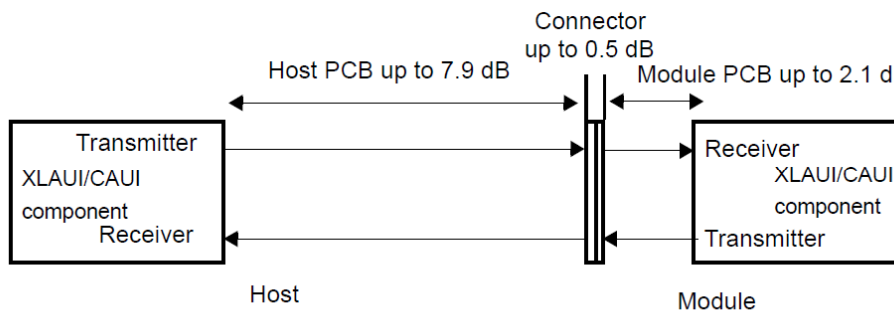 Connector
up to 0.5 dB
Host PCB up to 7.9 dB
Module PCB up to 2.1 d
Transmitter
XLAUI/CAUI
component
Receiver
Receiver
XLAUI/CAUI
component
Transmitter
Host
Module